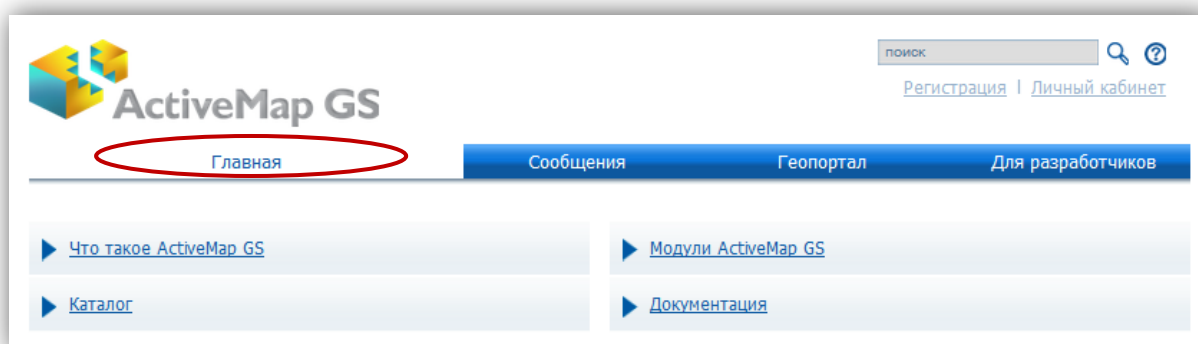 поиск
Регистрация | Личный кабинет
ActiveMap GS
Главная Сообщения Геопортал Для разработчиков
Что такое ActiveMap GS Модули ActiveMap GS
Каталог Документация